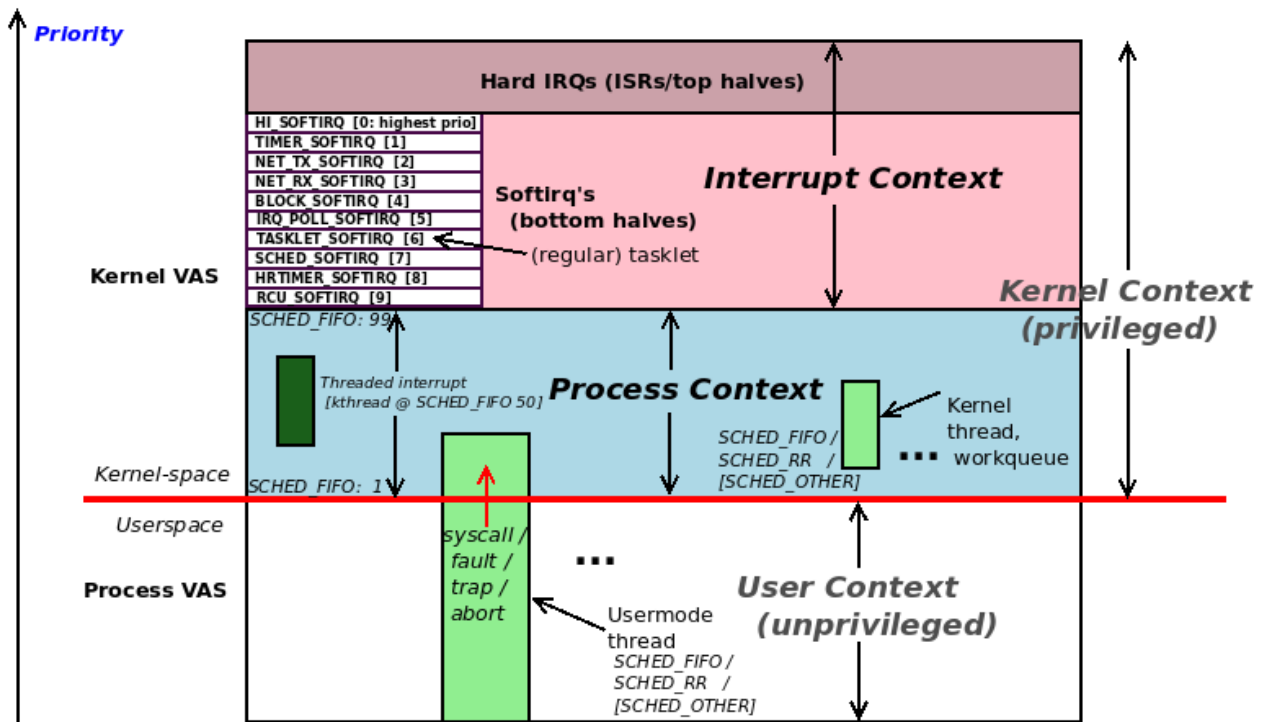 Priority
Hard IRQs (ISRs/top halves)
HI_SOFTIRQ [0: highest prio]
TIMER_SOFTIRQ [1]
NET_TX_SOFTIRQ [2]
NET_RX_SOFTIRQ [3]
BLOCK_SOFTIRQ [4]
IRQ_POLL_SOFTIRQ [5]
TASKLET_SOFTIRQ [6]
SCHED_SOFTIRQ [7]
HRTIMER_SOFTIRQ [8]
RCU_SOFTIRQ [9]
Softirq's
(bottom halves)
(regular) tasklet
Interrupt Context
Kernel VAS
Kernel Context
(privileged)
SCHED_FIFO: 99
Threaded interrupt
[kthread @ SCHED_FIFO 50]
Process Context
Kernel
thread,
... workqueue
SCHED_FIFO /
SCHED_RR /
[SCHED_OTHER]
Kernel-space
SCHED_FIFO: 1
Userspace
Process VAS
syscall /
fault /
trap /
abort
...
Usermode
thread
SCHED_FIFO /
SCHED_RR /
[SCHED_OTHER]
User Context
(unprivileged)